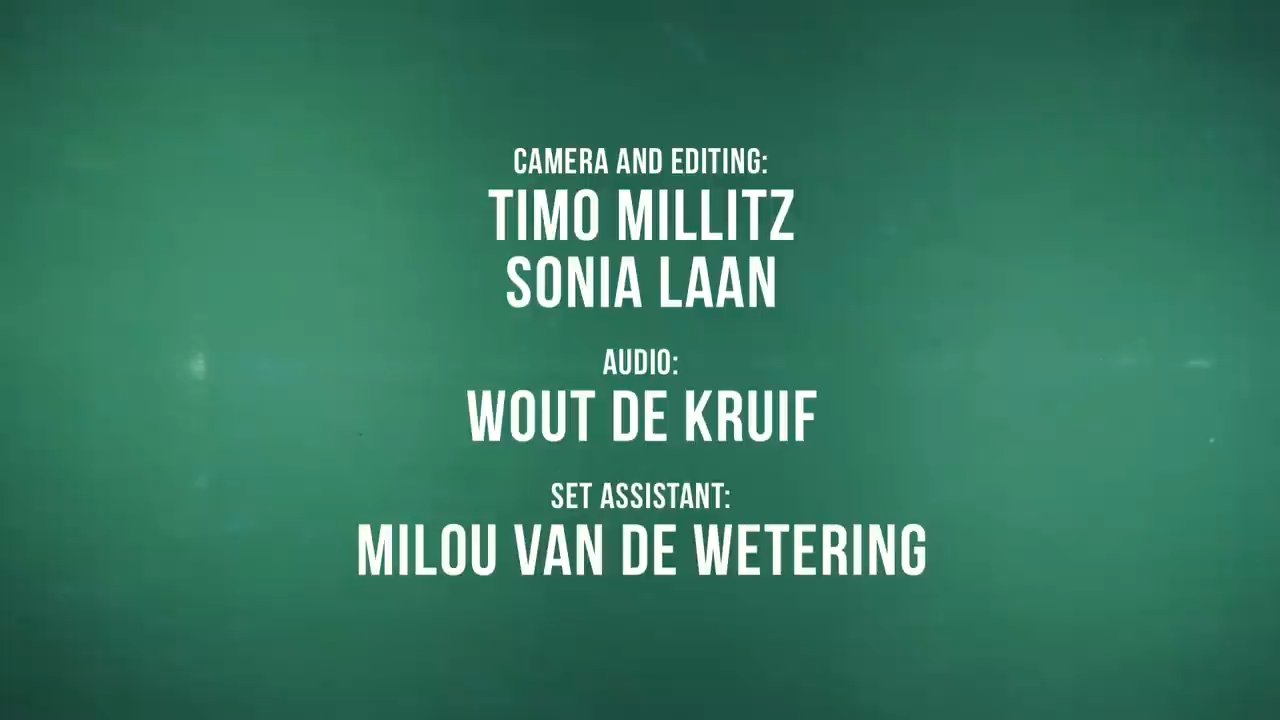 CAMERA AND EDITING:
TIMO MILLITZ
SONIA LAAN
AUDIO:
WOUT DE KRUIF
SET ASSISTANT:
MILOU VAN DE WETERING